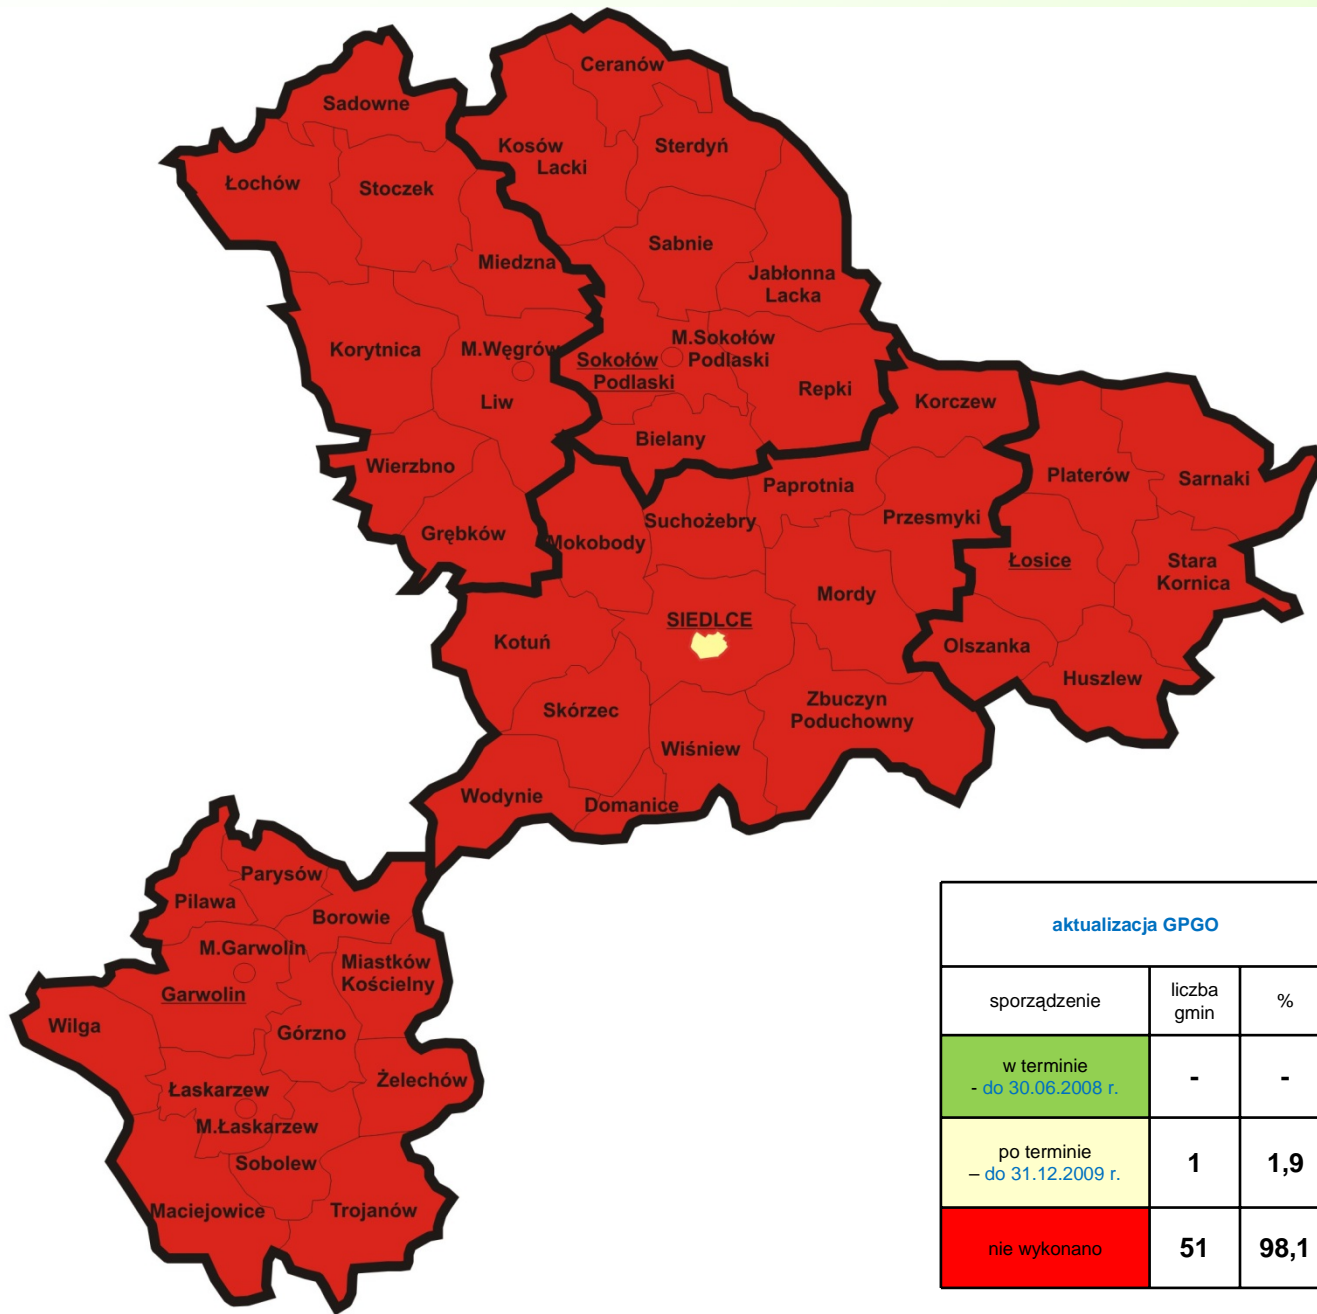 Ceranów
Sadowne
Kosów
Lacki
Sterdyń
Łochów
Stoczek
Sabnie
Miedzna
Jabłonna
Lacka
Korytnica
M.Węgrów
M.Sokołów
Podlaski
Sokołów
Podlaski
Repki
Liw
Korczew
Bielany
Wierzbno
Paprotnia
Platerów
Sarnaki
Suchożebry
Przesmyki
Grębków
Mokobody
Łosice
Stara
Kornica
Mordy
SIEDLCE
Kotuń
Olszanka
Huszlew
Skórzec
Zbuczyn
Poduchowny
Wiśniew
Wodynie
Domanice
Parysów
Pilawa
Borowie
M.Garwolin
Miastków
Kościelny
Garwolin
Wilga
Górzno
Żelechów
Łaskarzew
M.Łaskarzew
Sobolew
Maciejowice
Trojanów
aktualizacja GPGO
sporządzenie
liczba
gmin
%
w terminie
- do 30.06.2008 r.
-
-
po terminie
– do 31.12.2009 r.
1
1,9
nie wykonano
51
98,1